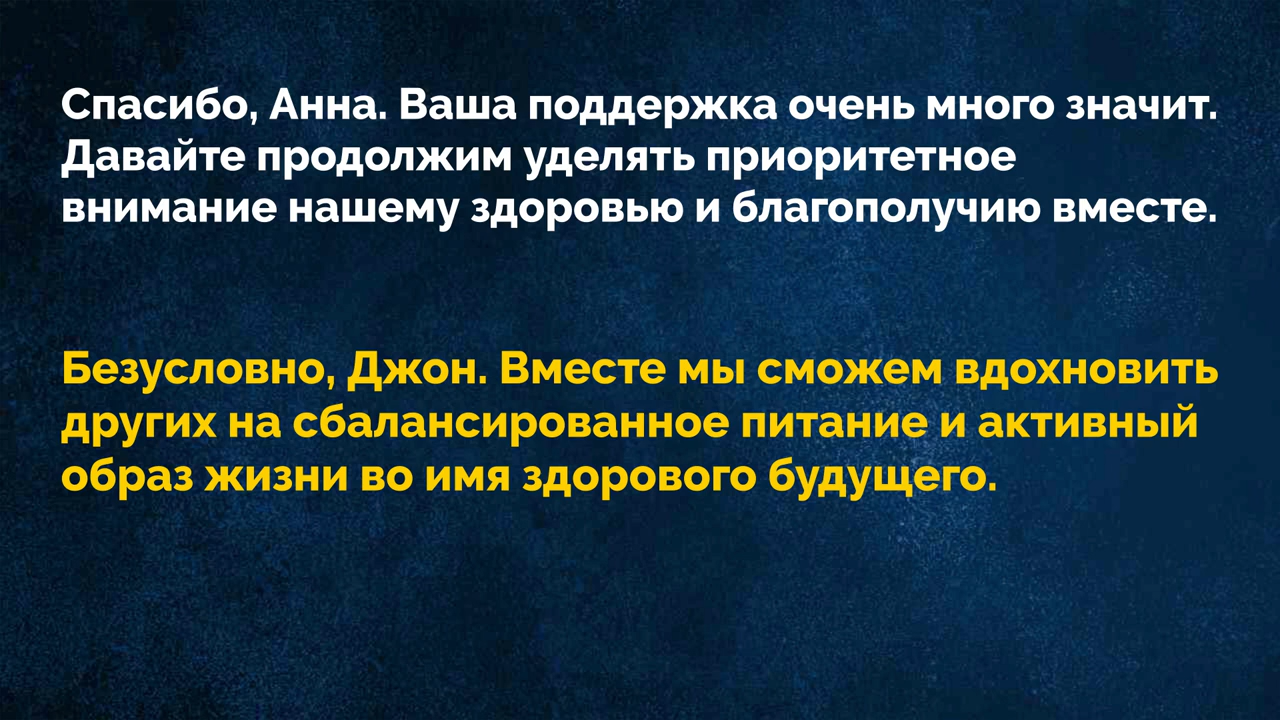 Спасибо, Анна. Ваша поддержка очень много значит.
Давайте продолжим уделять приоритетное
внимание нашему здоровью и благополучию вместе.
Безусловно, Джон. Вместе мы сможем вдохновить
других на сбалансированное питание и активный
образ жизни во имя здорового будущего.